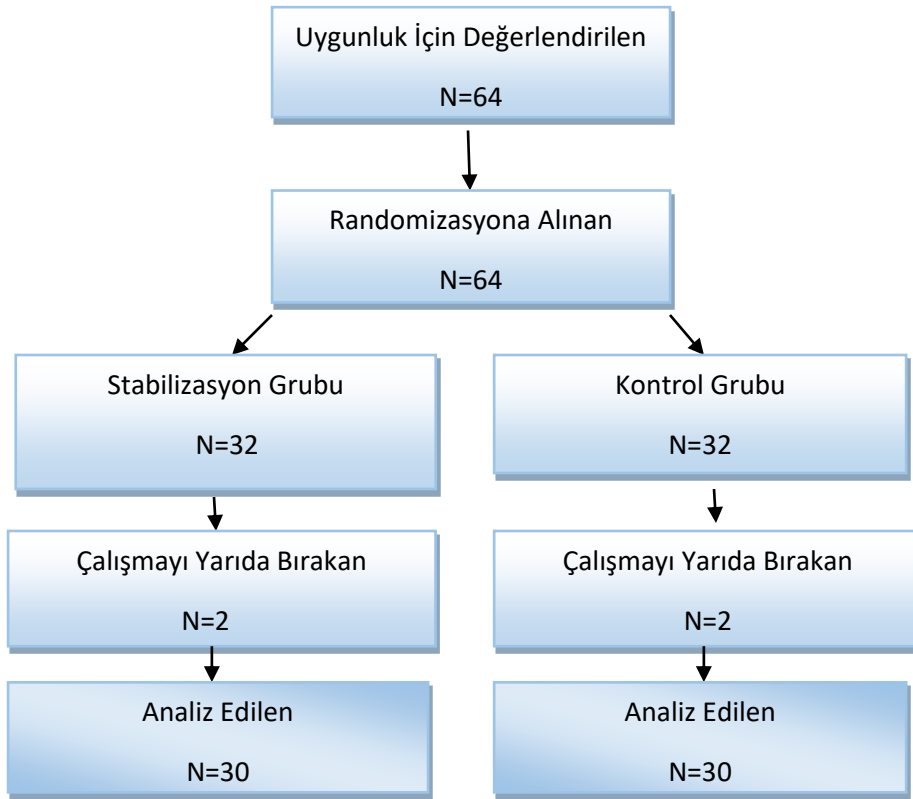 Uygunluk İçin Değerlendirilen
N=64
Randomizasyona Alınan
N=64
Stabilizasyon Grubu
N=32
Kontrol Grubu
N=32
Çalışmayı Yarıda Bırakan
N=2
Çalışmayı Yarıda Bırakan
N=2
Analiz Edilen
N=30
Analiz Edilen
N=30